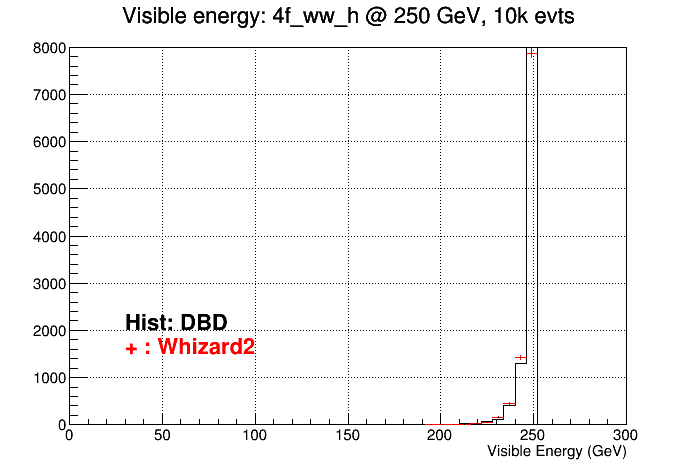 Visible energy: 4f_ww_h @ 250 GeV, 10k evts
8000
7000
6000
5000
4000
3000
2000
1000
0
Hist: DBD
+ : Whizard2
0 50 100 150 200 250 300
Visible Energy (GeV)